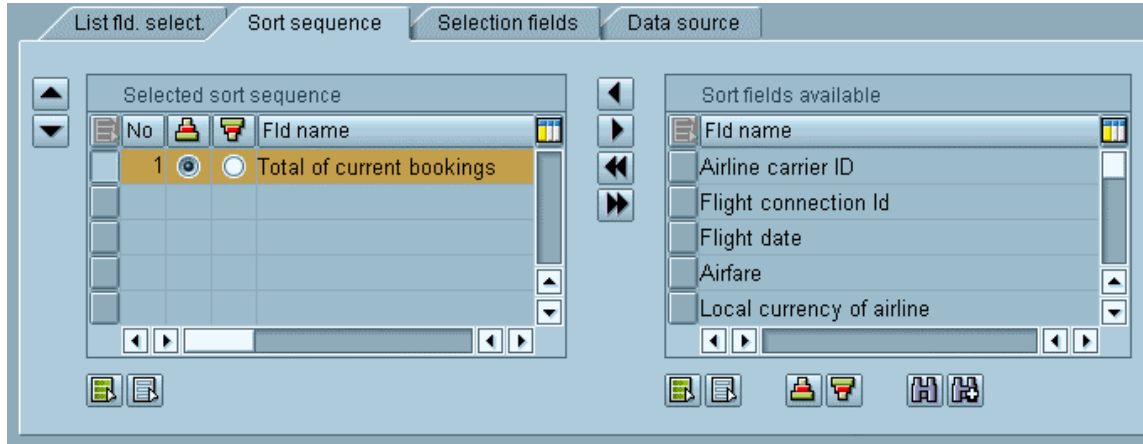 List fld. select. Sort sequence Selection fields Data source
Selected sort sequence
No Fld name
1 Total of current bookings
Sort fields available
Fld name
Airline carrier ID
Flight connection Id
Flight date
Airfare
Local currency of airline